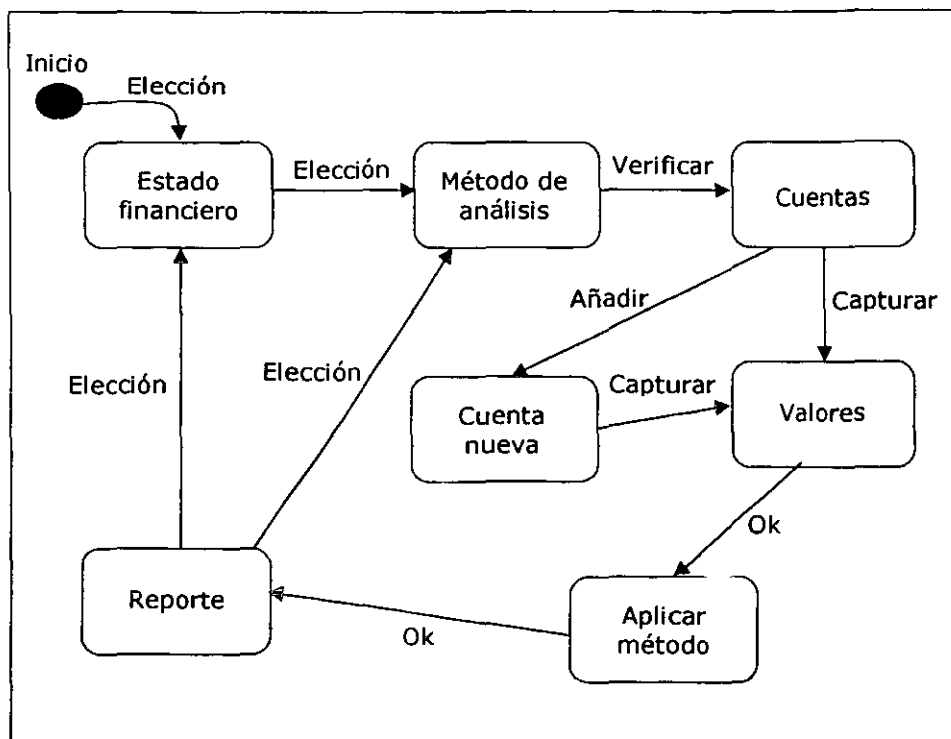 Inicio
Elección
Estado
financiero
Elección
Método de
análisis
Verificar
Cuentas
Añadir
Capturar
Elección
Elección
Cuenta
nueva
Capturar
Valores
Ok
Reporte
Ok
Aplicar
método